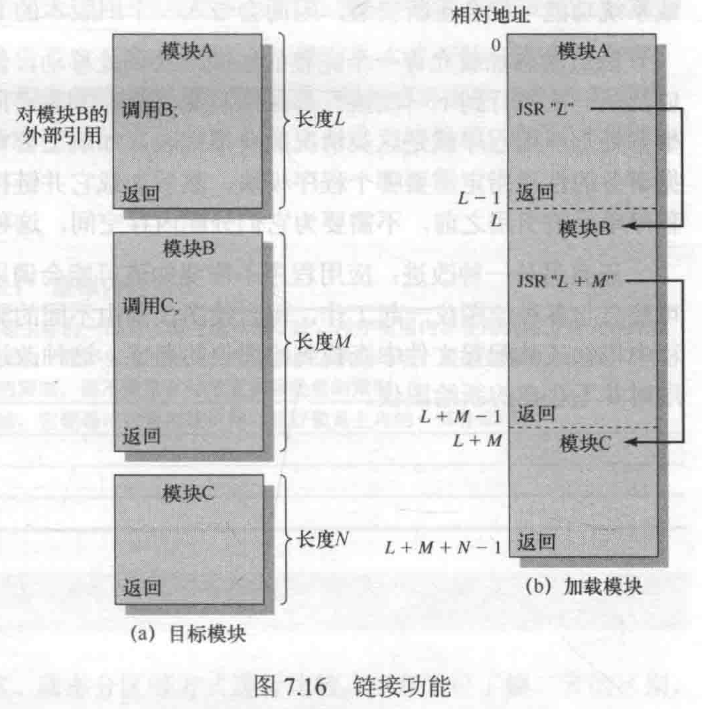 相对地址
模块A
对模块B的
外部引用
调用B;
返回
长度L
模块B
调用C;
返回
长度M
模块C
返回
长度N
(a) 目标模块
0
模块A
JSR "L"
L − 1
返回
L
模块B
JSR "L + M"
L + M − 1
返回
L + M
模块C
L + M + N − 1
返回
(b) 加载模块
图 7.16 链接功能